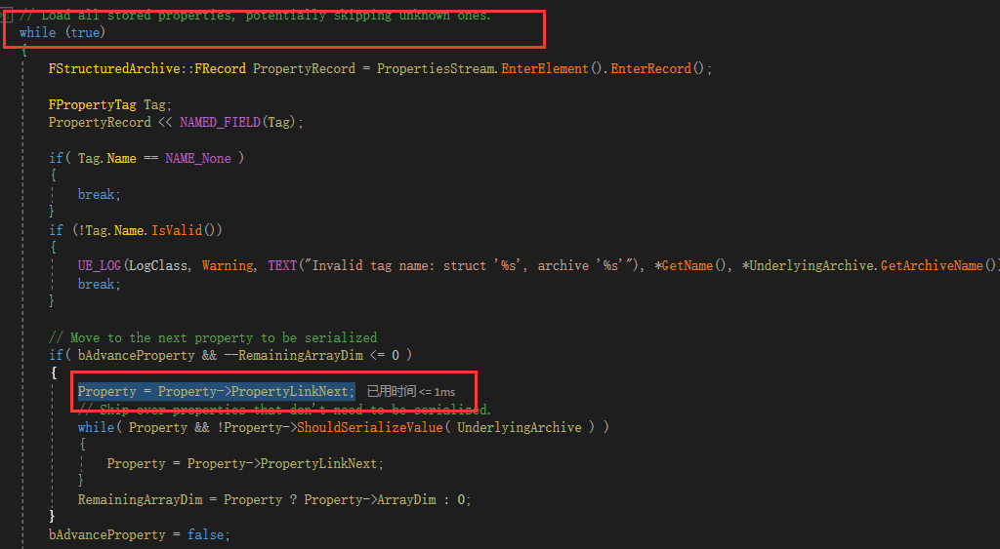 // Load all stored properties, potentially skipping unknown ones.
while (true)
{
FStructuredArchive::FRecord PropertyRecord = PropertiesStream.EnterElement().EnterRecord();
FPropertyTag Tag;
PropertyRecord << NAMED_FIELD(Tag);
if( Tag.Name == NAME_None )
{
break;
}
if (!Tag.Name.IsValid())
{
UE_LOG(LogClass, Warning, TEXT("Invalid tag name: struct '%s', archive '%s'"), *GetName(), *UnderlyingArchive.GetArchiveName())
break;
}
// Move to the next property to be serialized
if( bAdvanceProperty && --RemainingArrayDim <= 0 )
{
Property = Property->PropertyLinkNext; 已用时间 <= 1ms
// Skip over properties that don't need to be serialized.
while( Property && !Property->ShouldSerializeValue( UnderlyingArchive ) )
{
Property = Property->PropertyLinkNext;
}
RemainingArrayDim = Property ? Property->ArrayDim : 0;
}
bAdvanceProperty = false;